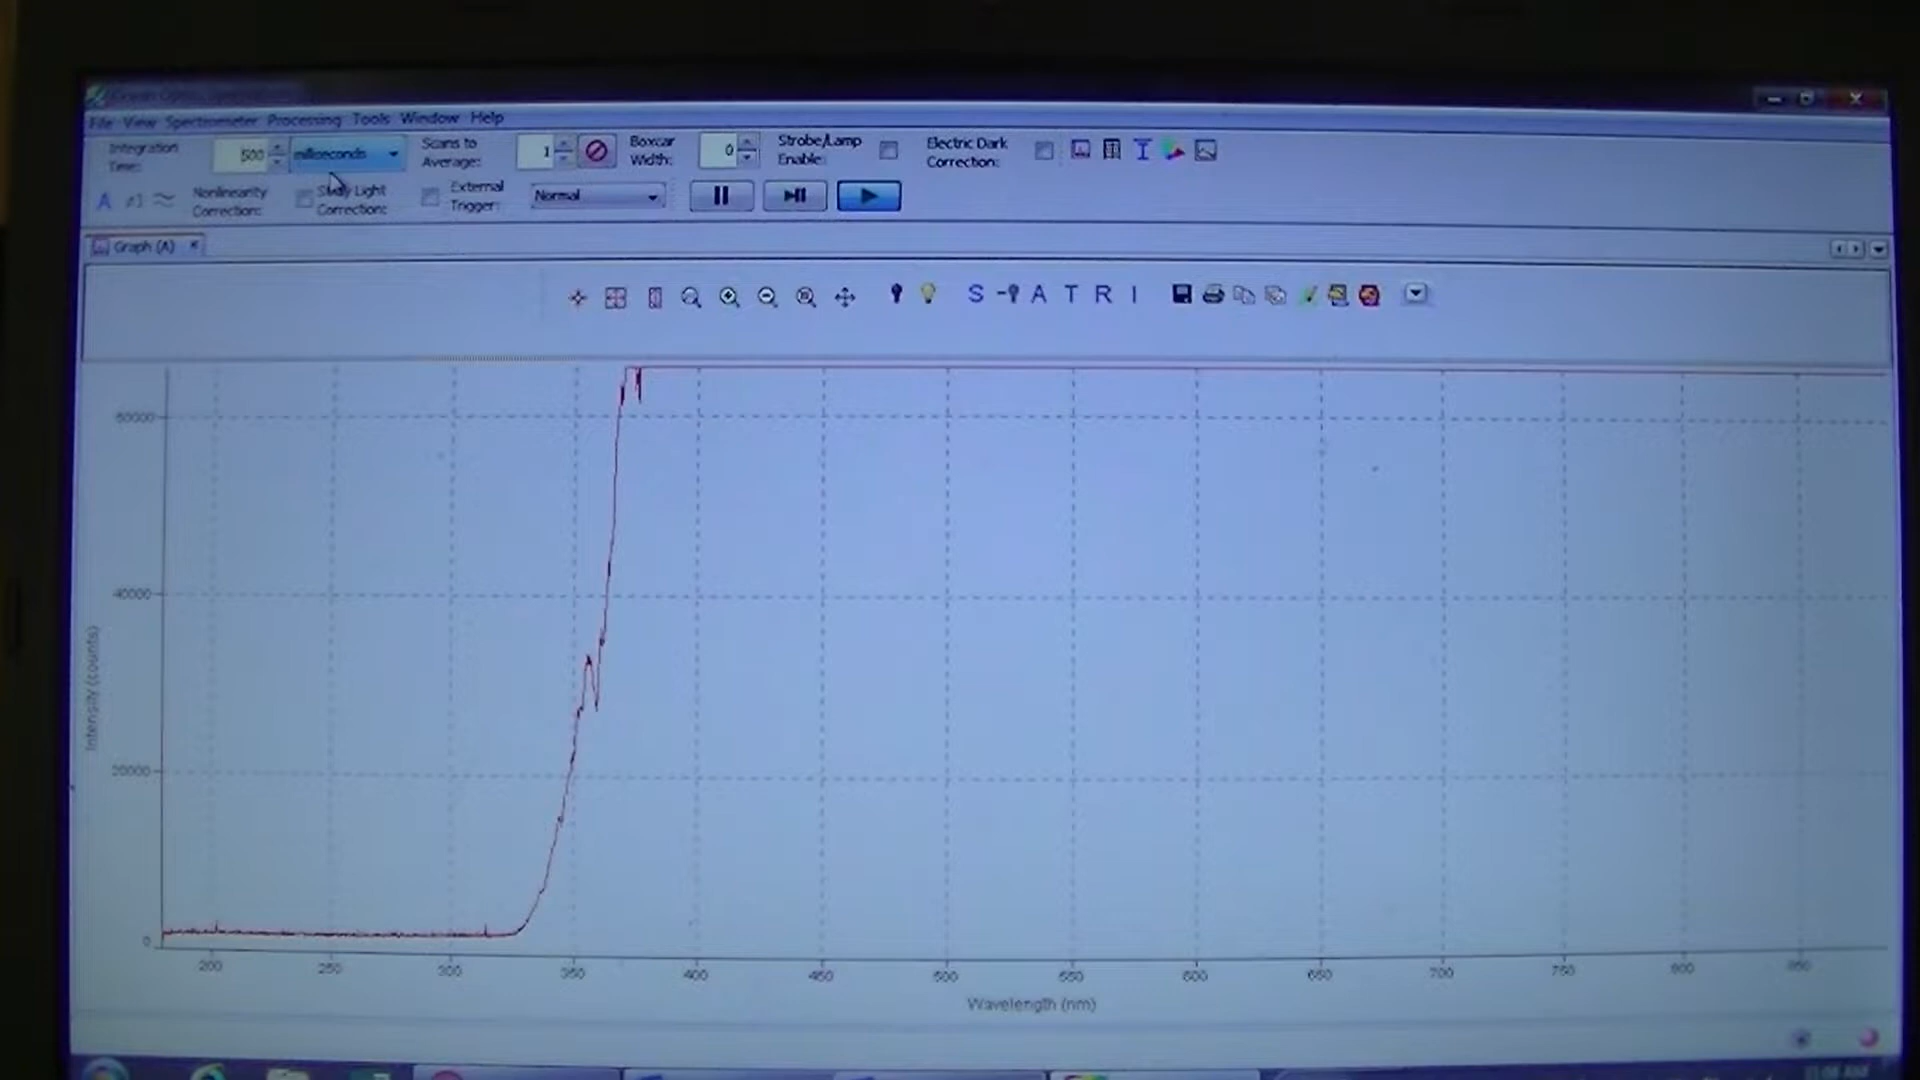 File View Spectrometer Processing Tools Window Help
Integration Time: 500 milliseconds Scans to Average: 1 Boxcar Width: 0 Strobe/Lamp Enable: Electric Dark Correction:
Nonlinearity Correction: Stray Light Correction: External Trigger: Normal
Graph (A)
S A T R I
60000
40000
20000
0
Intensity (counts)
200 250 300 350 400 450 500 550 600 650 700 750 800 850
Wavelength (nm)